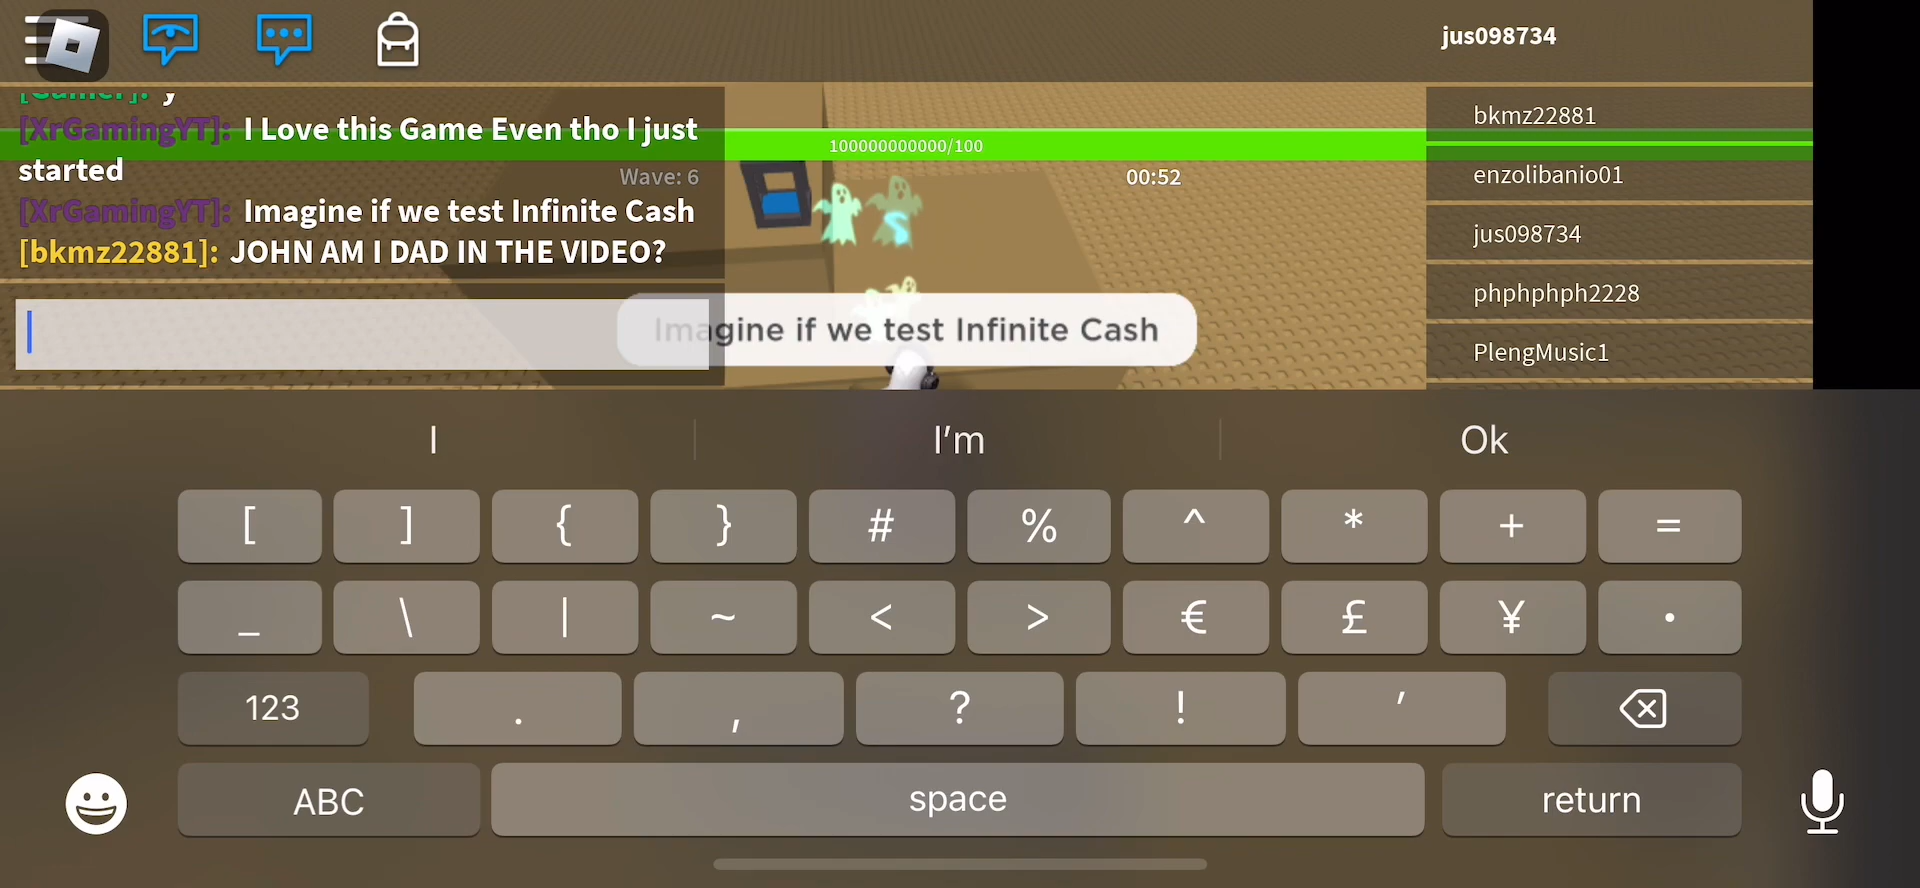 jus098734
[Gamer]: y
[XrGamingYT]: I Love this Game Even tho I just
started
[XrGamingYT]: Imagine if we test Infinite Cash
[bkmz22881]: JOHN AM I DAD IN THE VIDEO?
100000000000/100
Wave: 6
00:52
Imagine if we test Infinite Cash
bkmz22881
enzolibanio01
jus098734
phphphph2228
PlengMusic1
I I’m Ok
[ ] { } # % ^ * + =
_ \ | ~ < > € £ ¥ •
123 . , ? ! ′
ABC space return